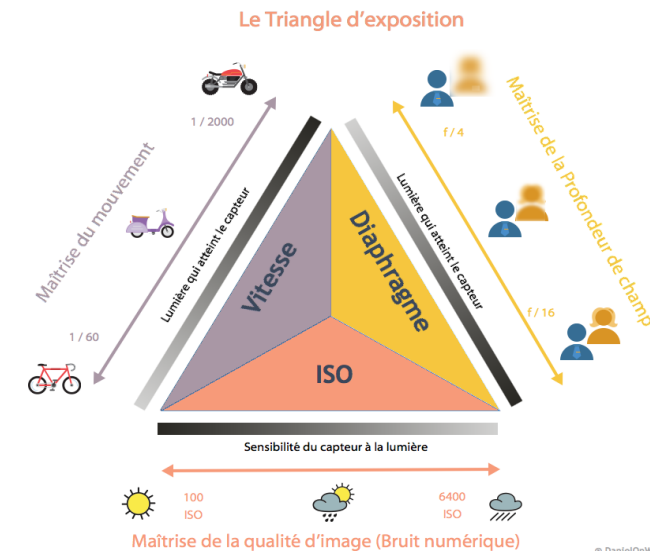 Le Triangle d'exposition
Maîtrise du mouvement
1 / 2000
1 / 60
Lumière qui atteint le capteur
Vitesse
Diaphragme
ISO
Lumière qui atteint le capteur
f / 4
f / 16
Maîtrise de la Profondeur de champ
Sensibilité du capteur à la lumière
100
ISO
6400
ISO
Maîtrise de la qualité d'image (Bruit numérique)